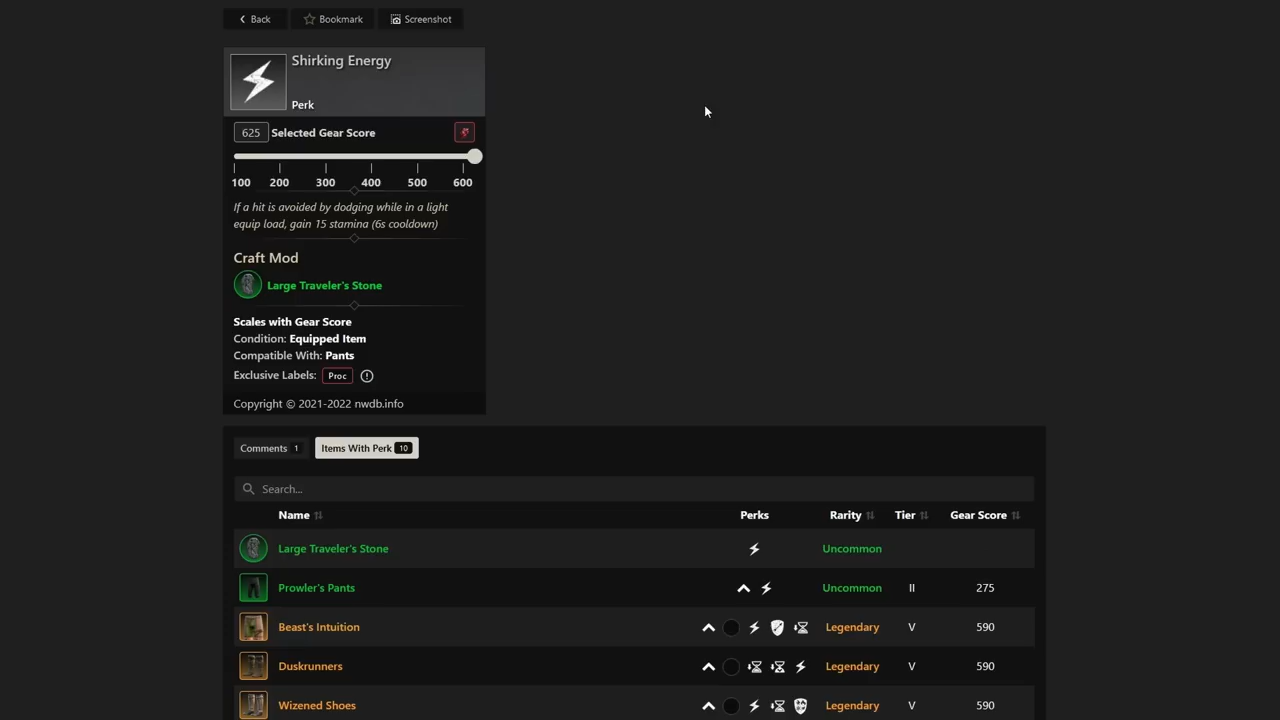 Back
Bookmark
Screenshot
Shirking Energy
Perk
625 Selected Gear Score
100 200 300 400 500 600
If a hit is avoided by dodging while in a light
equip load, gain 15 stamina (6s cooldown)
Craft Mod
Large Traveler's Stone
Scales with Gear Score
Condition: Equipped Item
Compatible With: Pants
Exclusive Labels: Proc
Copyright © 2021-2022 nwdb.info
Comments 1 Items With Perk 10
Search...
Name Perks Rarity Tier Gear Score
Large Traveler's Stone Uncommon
Prowler's Pants Uncommon II 275
Beast's Intuition Legendary V 590
Duskrunners Legendary V 590
Wizened Shoes Legendary V 590